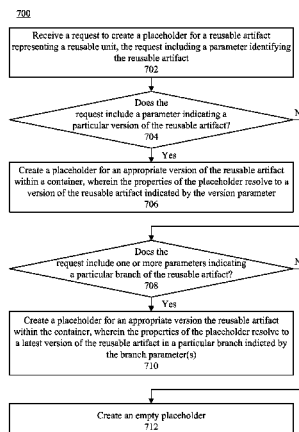 700
Receive a request to create a placeholder for a reusable artifact
representing a reusable unit, the request including a parameter identifying
the reusable artifact
702
Does the
request include a parameter indicating a
particular version of the reusable artifact?
704
N
Yes
Create a placeholder for an appropriate version of the reusable artifact
within a container, wherein the properties of the placeholder resolve to a
version of the reusable artifact indicated by the version parameter
706
Does the
request include one or more parameters indicating
a particular branch of the reusable artifact?
708
N
Yes
Create a placeholder for an appropriate version the reusable artifact
within the container, wherein the properties of the placeholder resolve to a
latest version of the reusable artifact in a particular branch indicted by the
branch parameter(s)
710
Create an empty placeholder
712